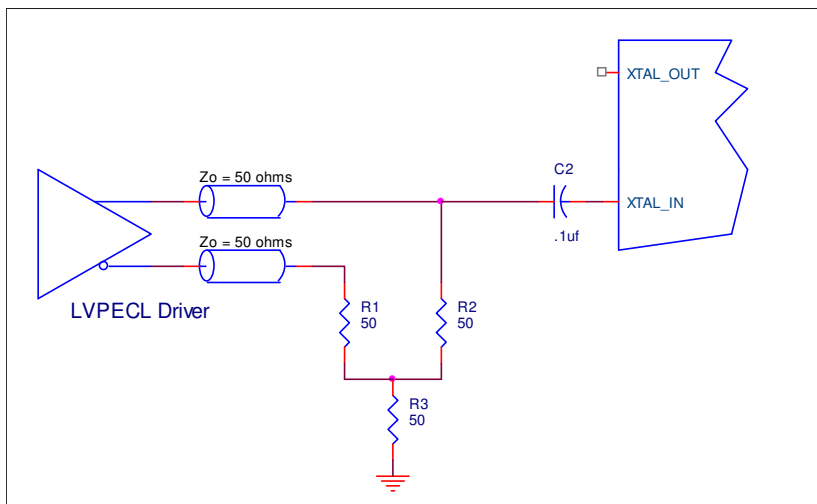 XTAL_OUT
Zo = 50 ohms
C2
XTAL_IN
.1uf
Zo = 50 ohms
LVPECL Driver
R1
50
R2
50
R3
50